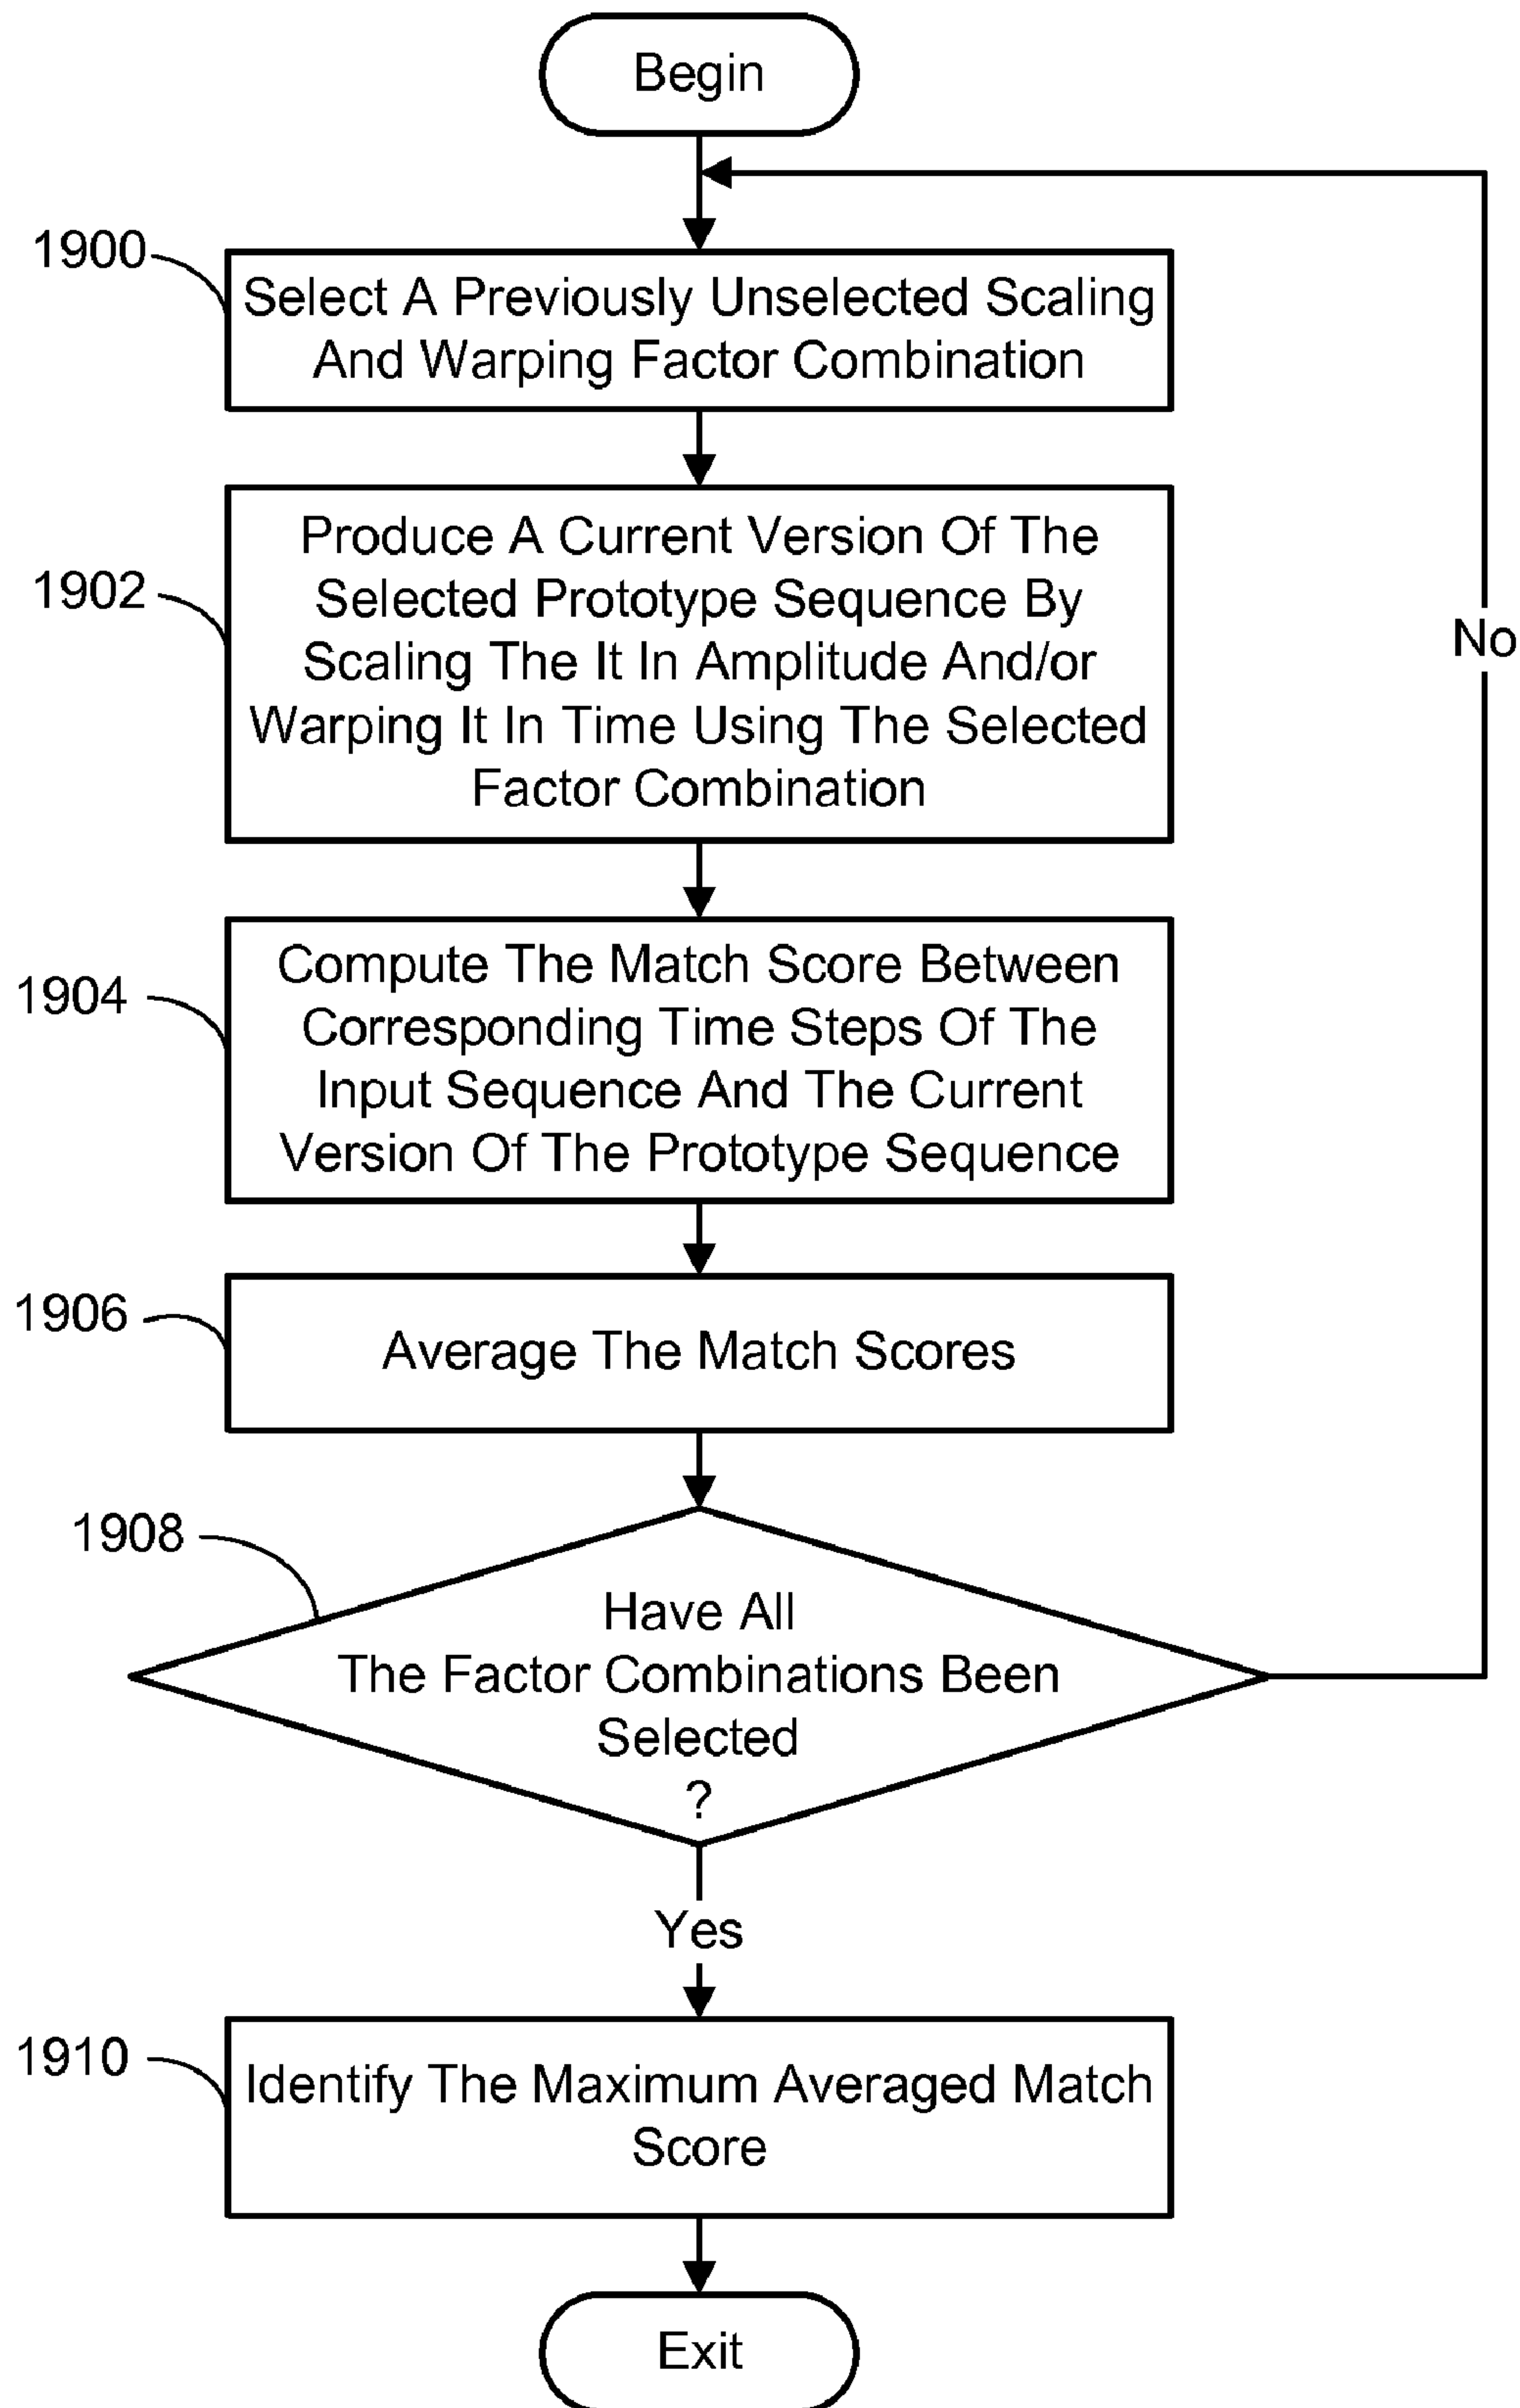 Begin
1900
Select A Previously Unselected Scaling
And Warping Factor Combination
1902
Produce A Current Version Of The
Selected Prototype Sequence By
Scaling The It In Amplitude And/or
Warping It In Time Using The Selected
Factor Combination
No
1904
Compute The Match Score Between
Corresponding Time Steps Of The
Input Sequence And The Current
Version Of The Prototype Sequence
1906
Average The Match Scores
1908
Have All
The Factor Combinations Been
Selected
?
Yes
1910
Identify The Maximum Averaged Match
Score
Exit